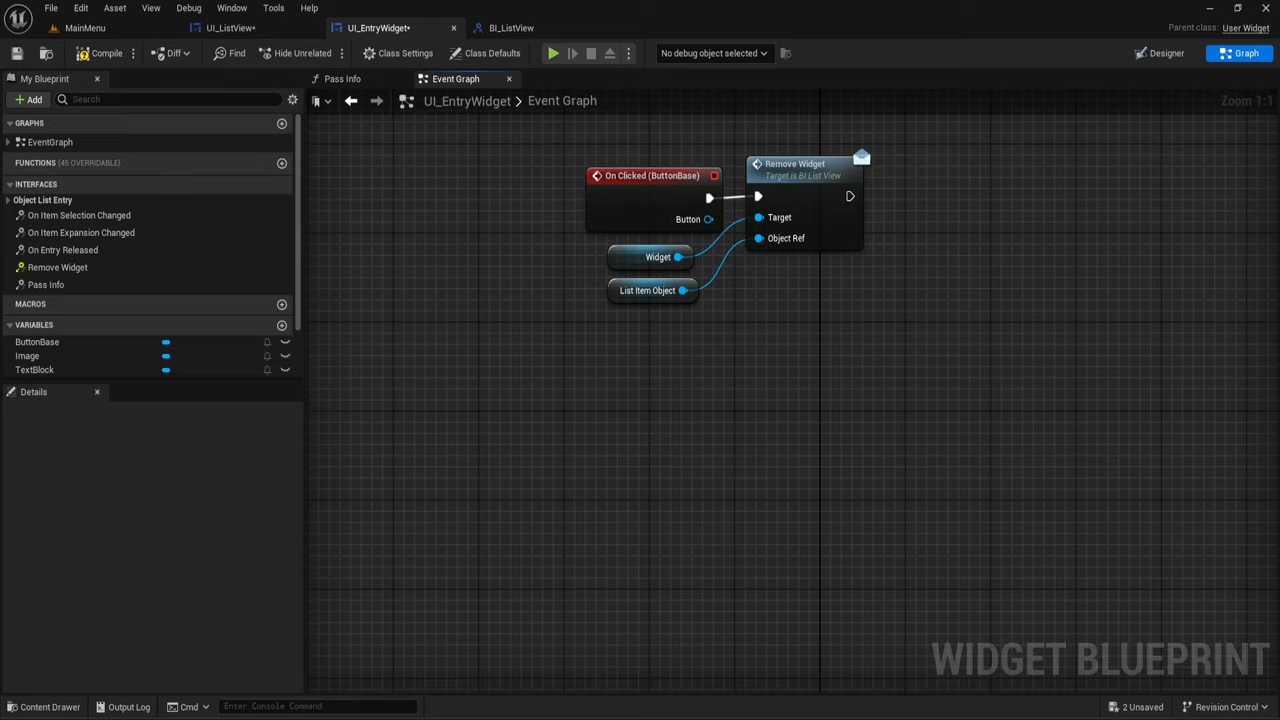 File Edit Asset View Debug Window Tools Help
MainMenu UI_ListView• UI_EntryWidget• BI_ListView
Parent class: User Widget
Compile Diff Find Hide Unrelated Class Settings Class Defaults No debug object selected Designer Graph
My Blueprint Pass Info Event Graph
Add Search UI_EntryWidget > Event Graph Zoom 1:1
GRAPHS
EventGraph
FUNCTIONS (45 OVERRIDABLE)
INTERFACES
Object List Entry
On Item Selection Changed
On Item Expansion Changed
On Entry Released
Remove Widget
Pass Info
MACROS
VARIABLES
ButtonBase
Image
TextBlock
Details
On Clicked (ButtonBase)
Button
Remove Widget
Target is BI List View
Target
Object Ref
Widget
List Item Object
WIDGET BLUEPRINT
Content Drawer Output Log Cmd Enter Console Command 2 Unsaved Revision Control